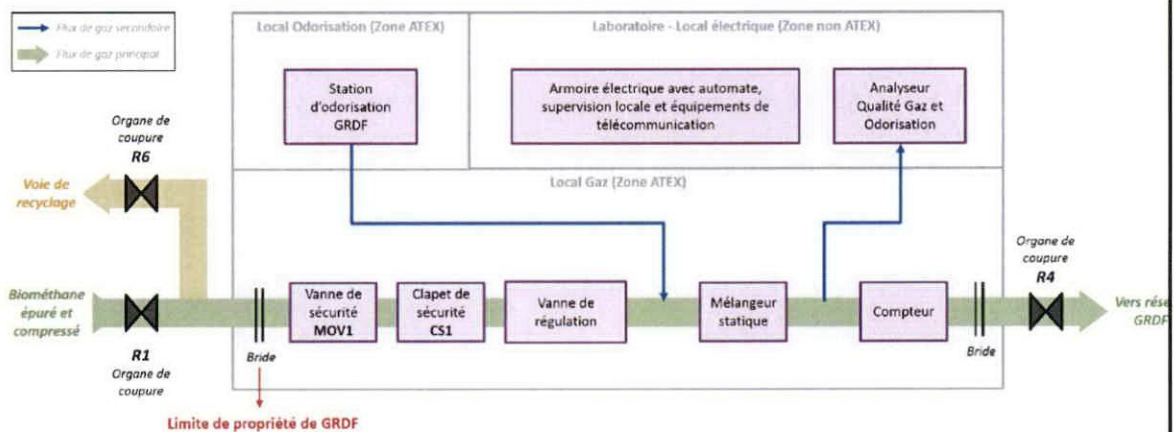 Flux de gaz secondaire
Flux de gaz principal
Local Odorisation (Zone ATEX)
Laboratoire - Local électrique (Zone non ATEX)
Station
d'odorisation
GRDF
Armoire électrique avec automate,
supervision locale et équipements de
télécommunication
Analyseur
Qualité Gaz et
Odorisation
Organe de
coupure
R6
Voie de
recyclage
Local Gaz (Zone ATEX)
Organe de
coupure
R4
Biométhane
épuré et
compressé
R1
Organe de
coupure
Bride
Vanne de
sécurité
MOV1
Clapet de
sécurité
CS1
Vanne de
régulation
Mélangeur
statique
Compteur
Bride
Vers rése
GRDF
Limite de propriété de GRDF